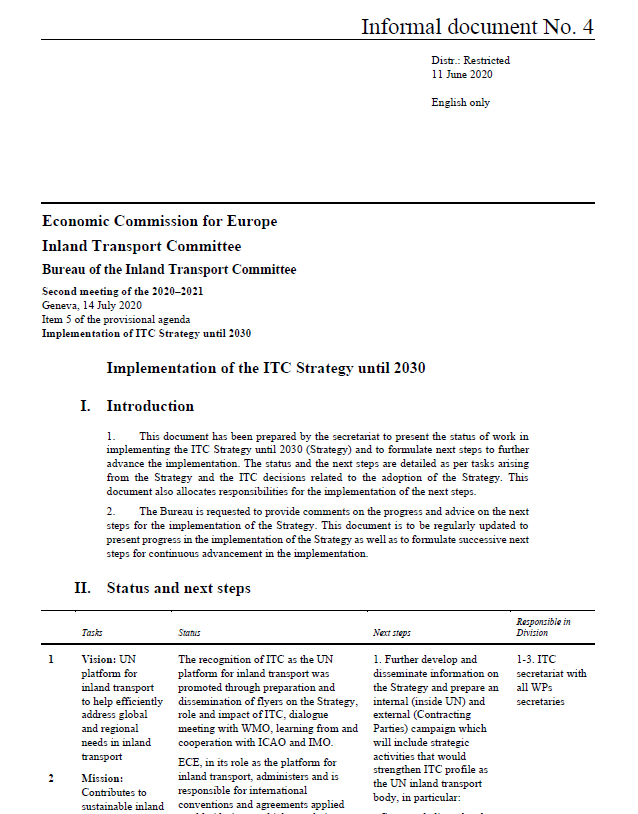 Informal document No. 4
Distr.: Restricted
11 June 2020
English only
Economic Commission for Europe
Inland Transport Committee
Bureau of the Inland Transport Committee
Second meeting of the 2020–2021
Geneva, 14 July 2020
Item 5 of the provisional agenda
Implementation of ITC Strategy until 2030
Implementation of the ITC Strategy until 2030
I. Introduction
1. This document has been prepared by the secretariat to present the status of work in
implementing the ITC Strategy until 2030 (Strategy) and to formulate next steps to further
advance the implementation. The status and the next steps are detailed as per tasks arising
from the Strategy and the ITC decisions related to the adoption of the Strategy. This
document also allocates responsibilities for the implementation of the next steps.
2. The Bureau is requested to provide comments on the progress and advice on the next
steps for the implementation of the Strategy. This document is to be regularly updated to
present progress in the implementation of the Strategy as well as to formulate successive next
steps for continuous advancement in the implementation.
II. Status and next steps
Tasks
Status
Next steps
Responsible in
Division
1
Vision: UN
platform for
inland transport
to help efficiently
address global
and regional
needs in inland
transport
The recognition of ITC as the UN
platform for inland transport was
promoted through preparation and
dissemination of flyers on the Strategy,
role and impact of ITC, dialogue
meeting with WMO, learning from and
cooperation with ICAO and IMO.
ECE, in its role as the platform for
inland transport, administers and is
responsible for international
conventions and agreements applied
1. Further develop and
disseminate information on
the Strategy and prepare an
internal (inside UN) and
external (Contracting
Parties) campaign which
will include strategic
activities that would
strengthen ITC profile as
the UN inland transport
body, in particular:
1-3. ITC
secretariat with
all WPs
secretaries
2
Mission:
Contributes to
sustainable inland